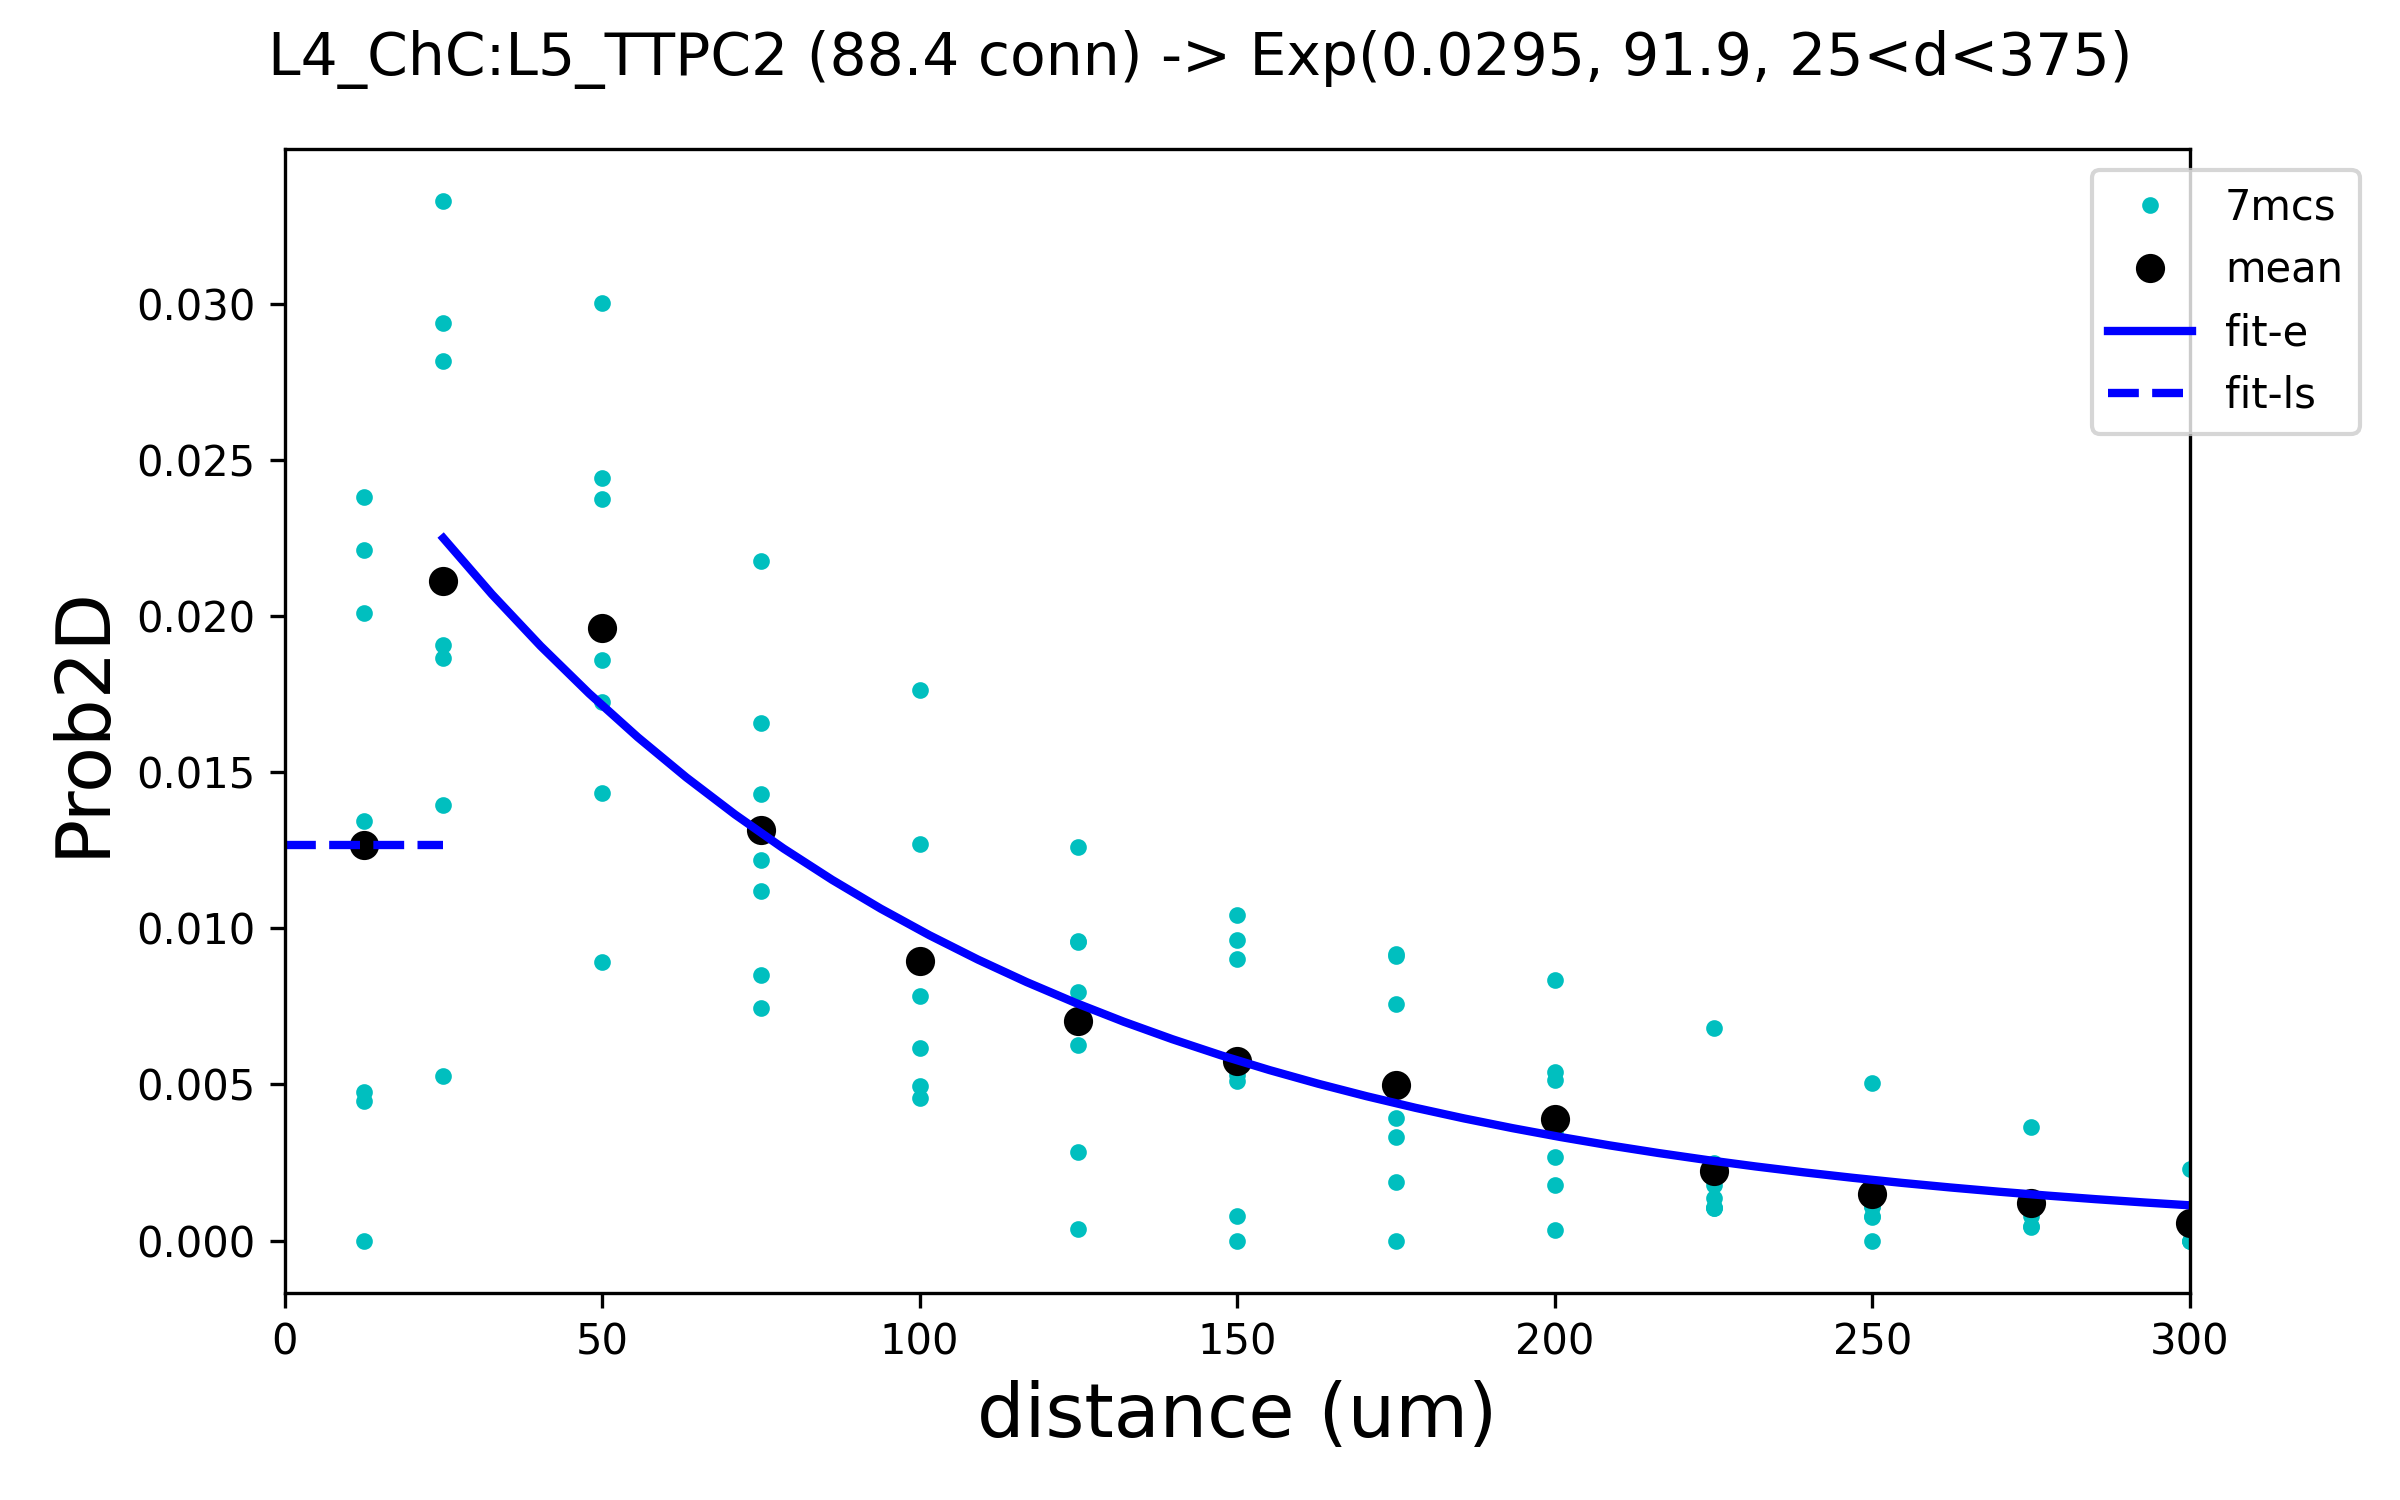 L4_ChC:L5_TTPC2 (88.4 conn) -> Exp(0.0295, 91.9, 25<d<375)
7mcs
mean
fit-e
fit-ls
0.030
0.025
0.020
0.015
0.010
0.005
0.000
Prob2D
0 50 100 150 200 250 300
distance (um)